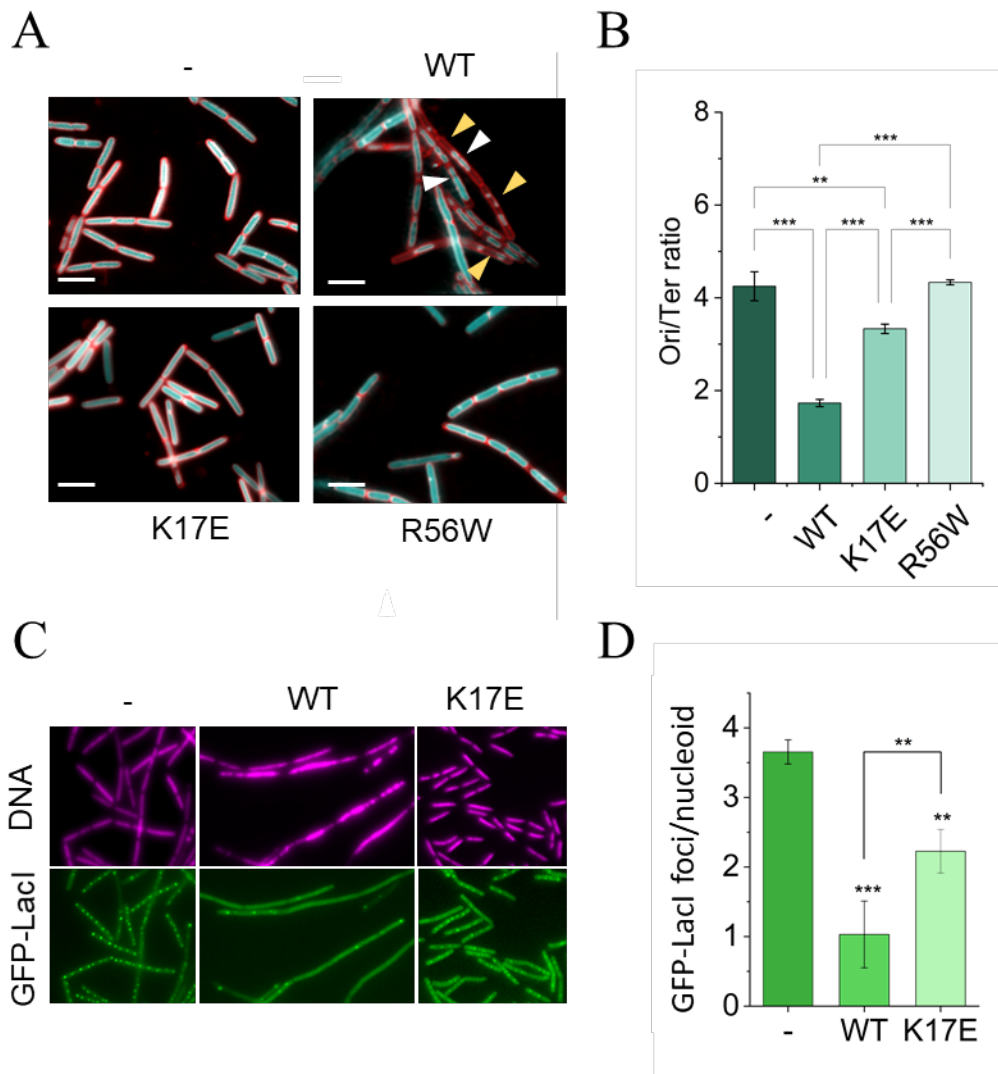 A
- WT
K17E R56W
B
***
**
*** *** ***
8
6
4
2
0
Ori/Ter ratio
- WT K17E R56W
C
- WT K17E
DNA
GFP-LacI
D
4
3
2
1
0
GFP-LacI foci/nucleoid
**
**
***
- WT K17E